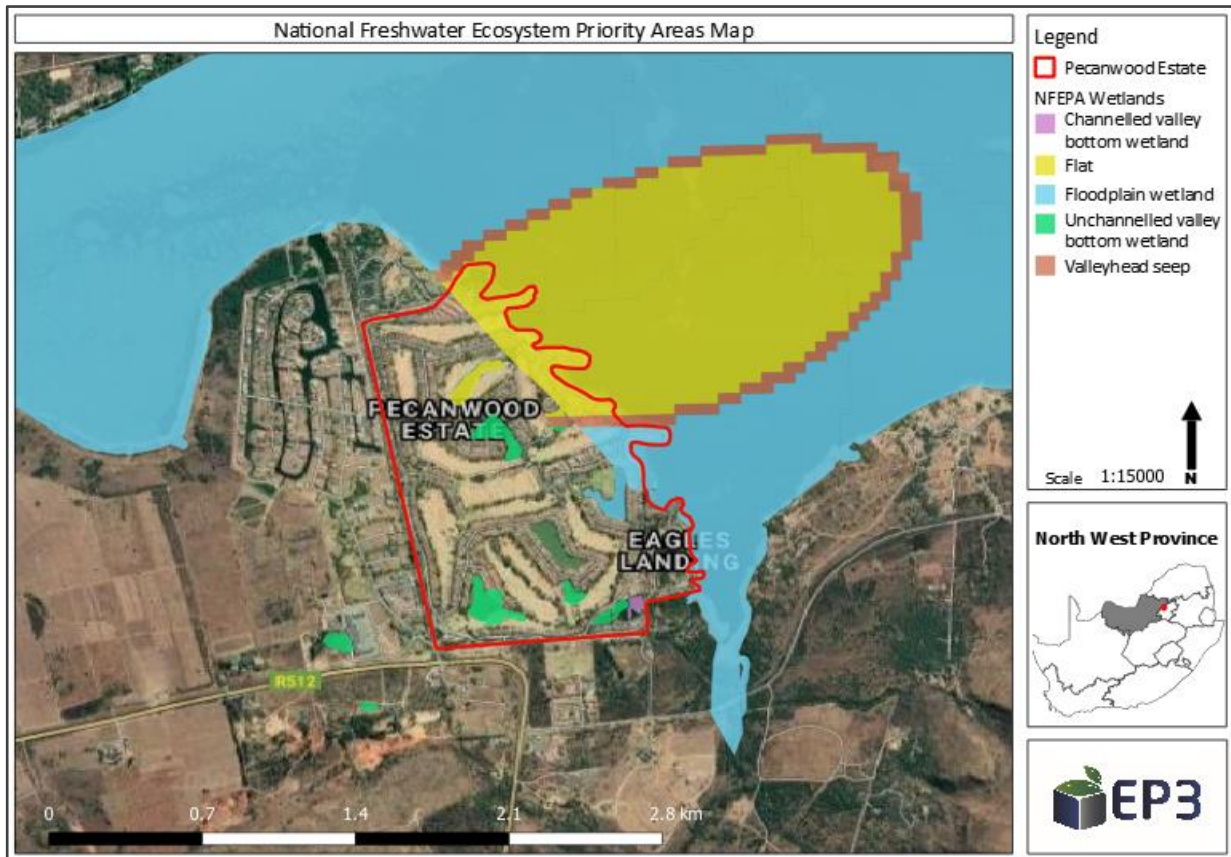 National Freshwater Ecosystem Priority Areas Map
PECANWOOD
ESTATE
EAGLES
LANDING
R512
0 0.7 1.4 2.1 2.8 km
Legend
Pecanwood Estate
NFEPA Wetlands
Channelled valley
bottom wetland
Flat
Floodplain wetland
Unchannelled valley
bottom wetland
Valleyhead seep
Scale 1:15000 N
North West Province
EP3